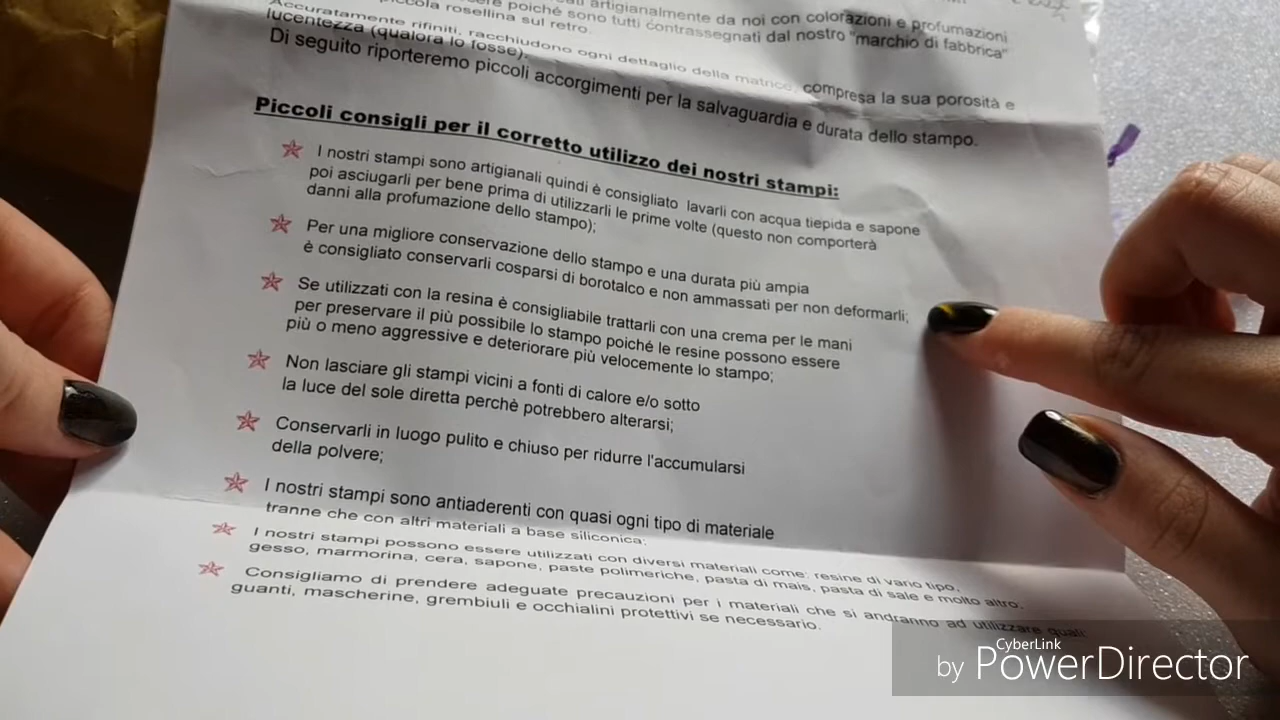 artigianalmente da noi con colorazioni e profumazioni
poiché sono tutti contrassegnati dal nostro "marchio di fabbrica"
rosellina sul retro.
Accuratamente rifiniti, racchiudono ogni dettaglio della matrice, compresa la sua porosità e
lucentezza (qualora lo fosse).
Di seguito riporteremo piccoli accorgimenti per la salvaguardia e durata dello stampo.
Piccoli consigli per il corretto utilizzo dei nostri stampi:
I nostri stampi sono artigianali quindi è consigliato lavarli con acqua tiepida e sapone
poi asciugarli per bene prima di utilizzarli le prime volte (questo non comporterà
danni alla profumazione dello stampo);
Per una migliore conservazione dello stampo e una durata più ampia
è consigliato conservarli cosparsi di borotalco e non ammassati per non deformarli;
Se utilizzati con la resina è consigliabile trattarli con una crema per le mani
per preservare il più possibile lo stampo poiché le resine possono essere
più o meno aggressive e deteriorare più velocemente lo stampo;
Non lasciare gli stampi vicini a fonti di calore e/o sotto
la luce del sole diretta perchè potrebbero alterarsi;
Conservarli in luogo pulito e chiuso per ridurre l'accumularsi
della polvere;
I nostri stampi sono antiaderenti con quasi ogni tipo di materiale
tranne che con altri materiali a base siliconica;
I nostri stampi possono essere utilizzati con diversi materiali come: resine di vario tipo,
gesso, marmorina, cera, sapone, paste polimeriche, pasta di mais, pasta di sale e molto altro.
Consigliamo di prendere adeguate precauzioni per i materiali che si andranno ad utilizzare quali:
guanti, mascherine, grembiuli e occhialini protettivi se necessario.
CyberLink
by PowerDirector